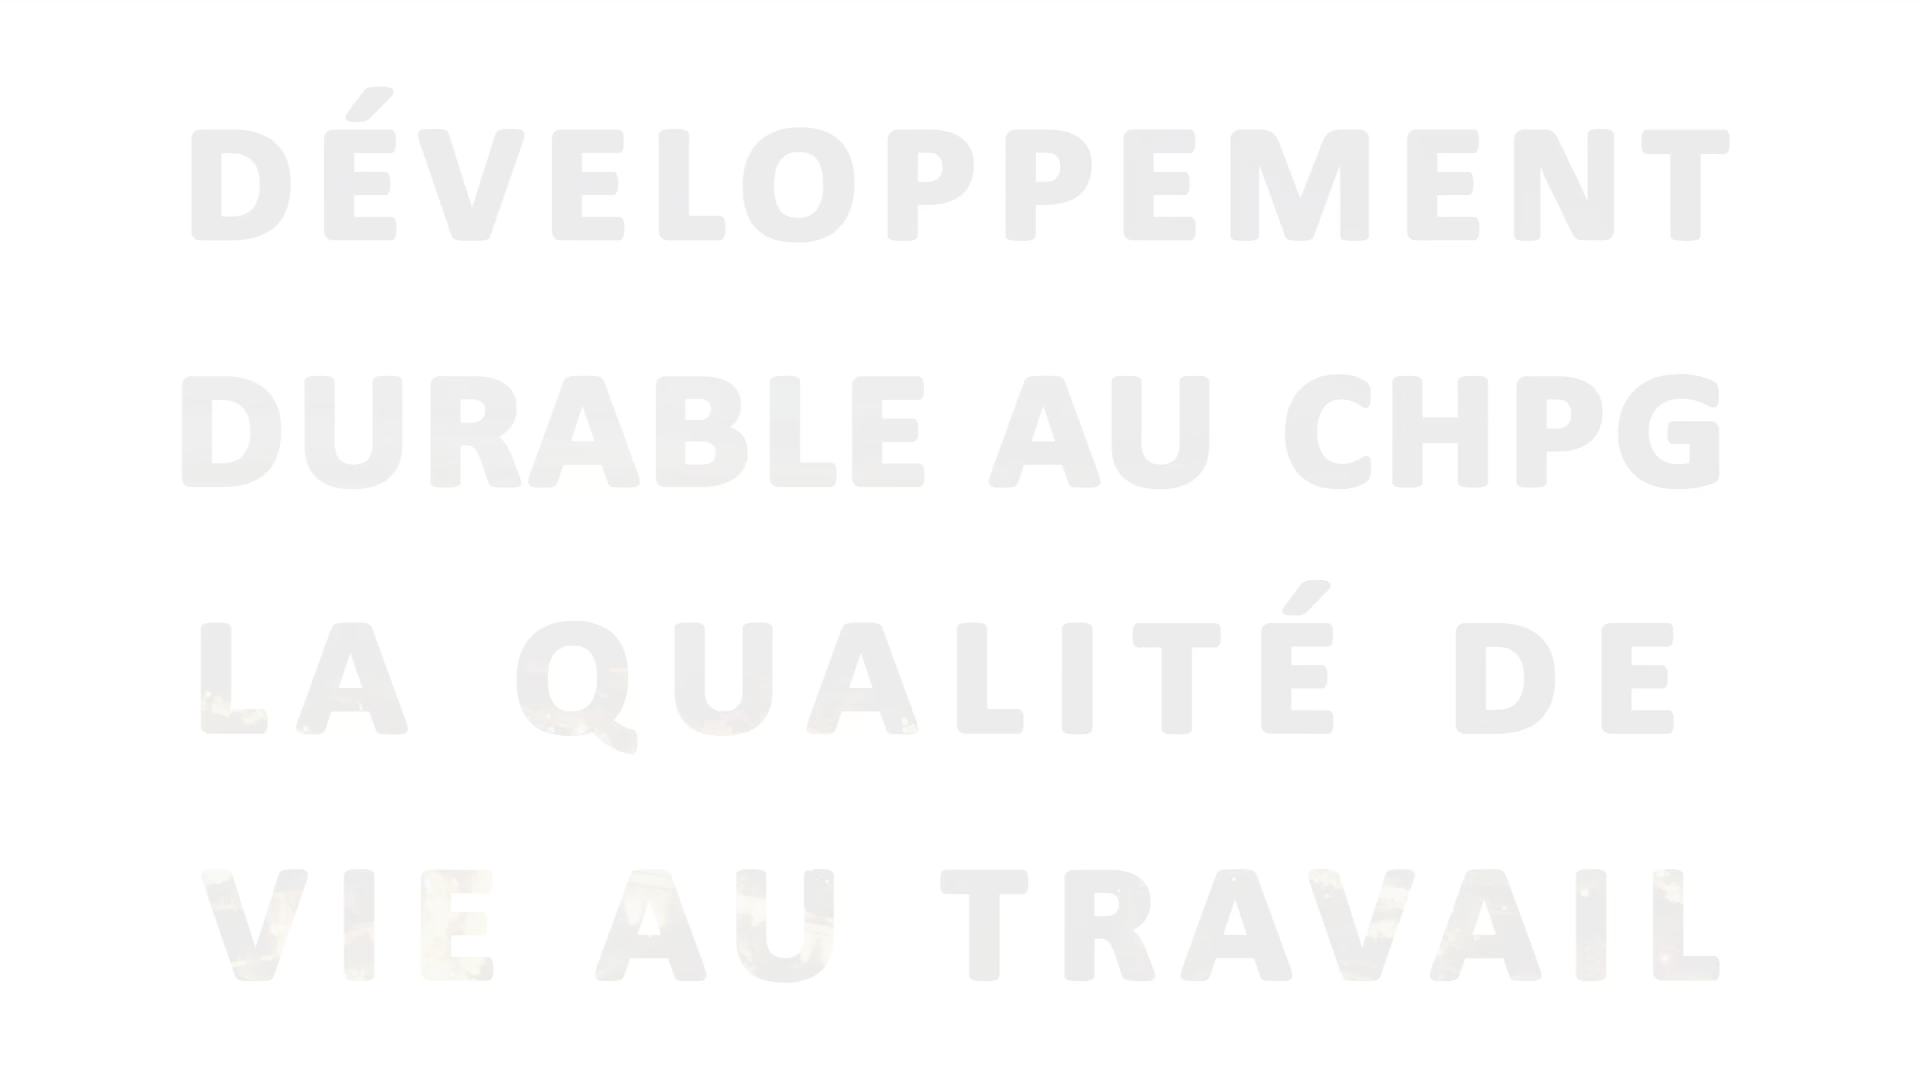 DÉVELOPPEMENT
DURABLE AU CHPG
LA QUALITÉ DE
VIE AU TRAVAIL